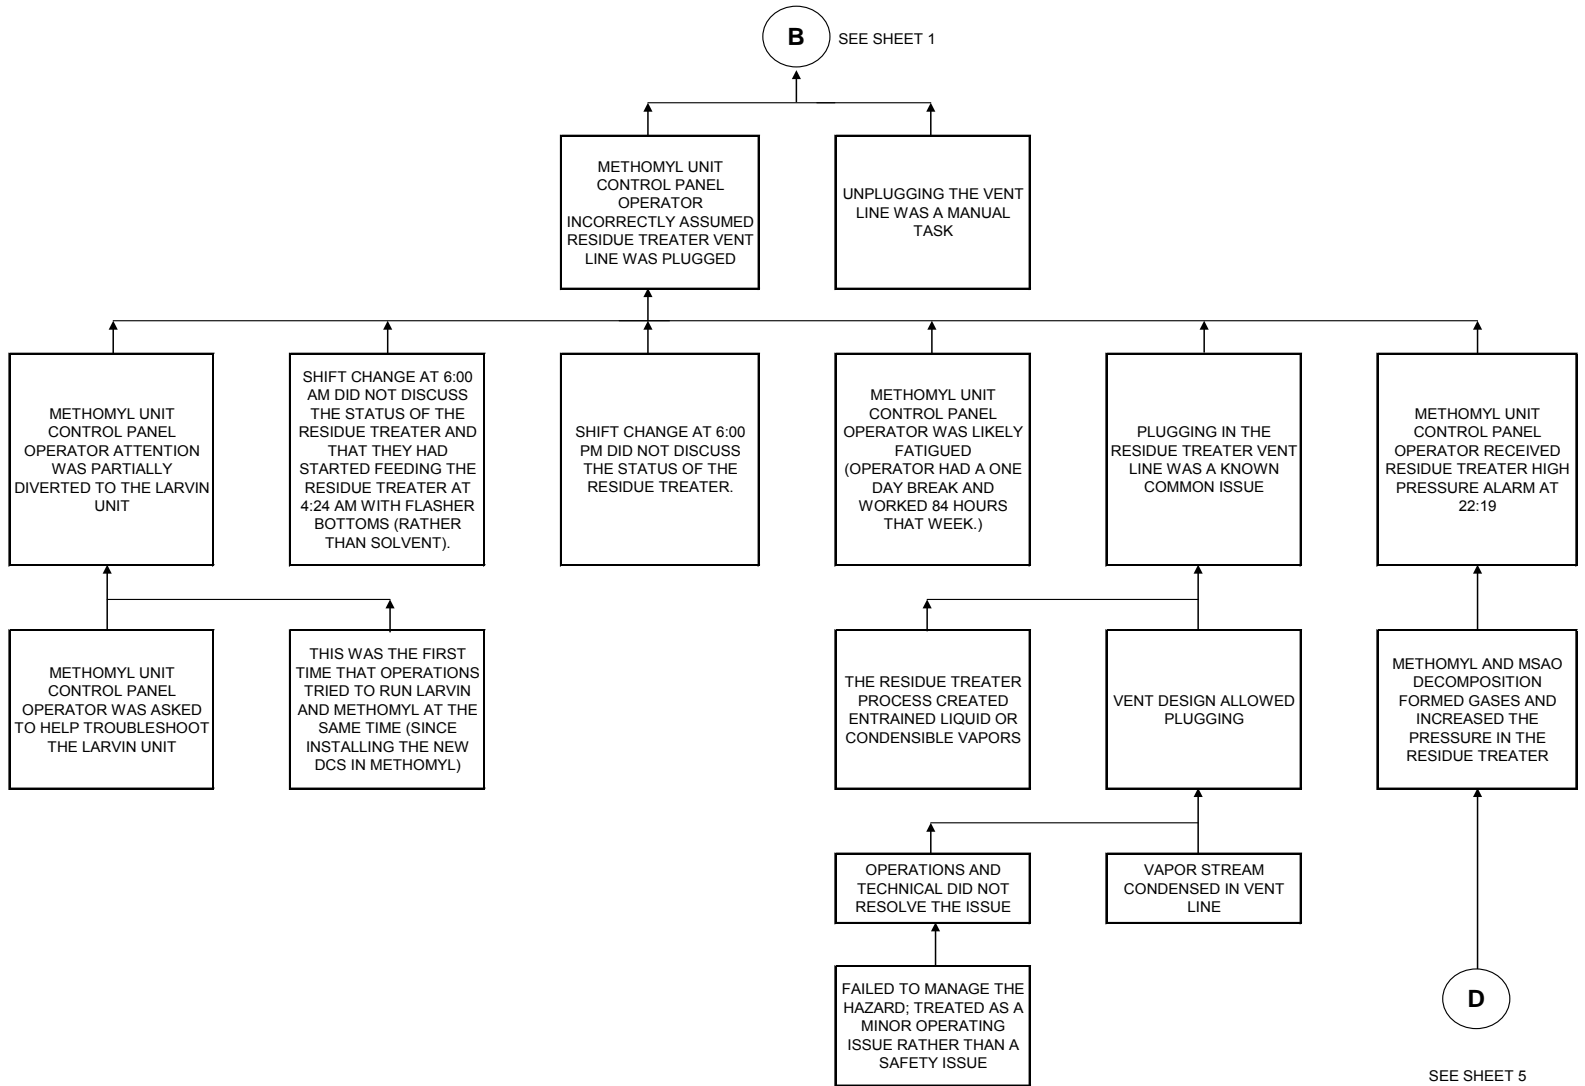 B
SEE SHEET 1
METHOMYL UNIT
CONTROL PANEL
OPERATOR
INCORRECTLY ASSUMED
RESIDUE TREATER VENT
LINE WAS PLUGGED
UNPLUGGING THE VENT
LINE WAS A MANUAL
TASK
METHOMYL UNIT
CONTROL PANEL
OPERATOR ATTENTION
WAS PARTIALLY
DIVERTED TO THE LARVIN
UNIT
SHIFT CHANGE AT 6:00
AM DID NOT DISCUSS
THE STATUS OF THE
RESIDUE TREATER AND
THAT THEY HAD
STARTED FEEDING THE
RESIDUE TREATER AT
4:24 AM WITH FLASHER
BOTTOMS (RATHER
THAN SOLVENT).
SHIFT CHANGE AT 6:00
PM DID NOT DISCUSS
THE STATUS OF THE
RESIDUE TREATER.
METHOMYL UNIT
CONTROL PANEL
OPERATOR WAS LIKELY
FATIGUED
(OPERATOR HAD A ONE
DAY BREAK AND
WORKED 84 HOURS
THAT WEEK.)
PLUGGING IN THE
RESIDUE TREATER VENT
LINE WAS A KNOWN
COMMON ISSUE
METHOMYL UNIT
CONTROL PANEL
OPERATOR RECEIVED
RESIDUE TREATER HIGH
PRESSURE ALARM AT
22:19
METHOMYL UNIT
CONTROL PANEL
OPERATOR WAS ASKED
TO HELP TROUBLESHOOT
THE LARVIN UNIT
THIS WAS THE FIRST
TIME THAT OPERATIONS
TRIED TO RUN LARVIN
AND METHOMYL AT THE
SAME TIME (SINCE
INSTALLING THE NEW
DCS IN METHOMYL)
THE RESIDUE TREATER
PROCESS CREATED
ENTRAINED LIQUID OR
CONDENSIBLE VAPORS
VENT DESIGN ALLOWED
PLUGGING
METHOMYL AND MSAO
DECOMPOSITION
FORMED GASES AND
INCREASED THE
PRESSURE IN THE
RESIDUE TREATER
OPERATIONS AND
TECHNICAL DID NOT
RESOLVE THE ISSUE
VAPOR STREAM
CONDENSED IN VENT
LINE
FAILED TO MANAGE THE
HAZARD; TREATED AS A
MINOR OPERATING
ISSUE RATHER THAN A
SAFETY ISSUE
D
SEE SHEET 5